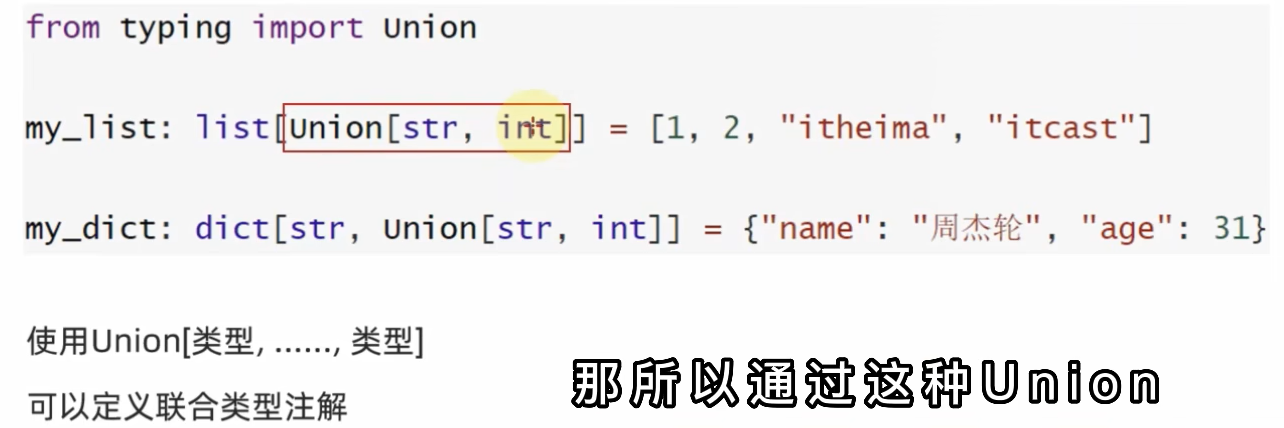 from typing import Union
my_list: list[Union[str, int]] = [1, 2, "itheima", "itcast"]
my_dict: dict[str, Union[str, int]] = {"name": "周杰轮", "age": 31}
使用Union[类型, ......, 类型]
可以定义联合类型注解
那所以通过这种Union